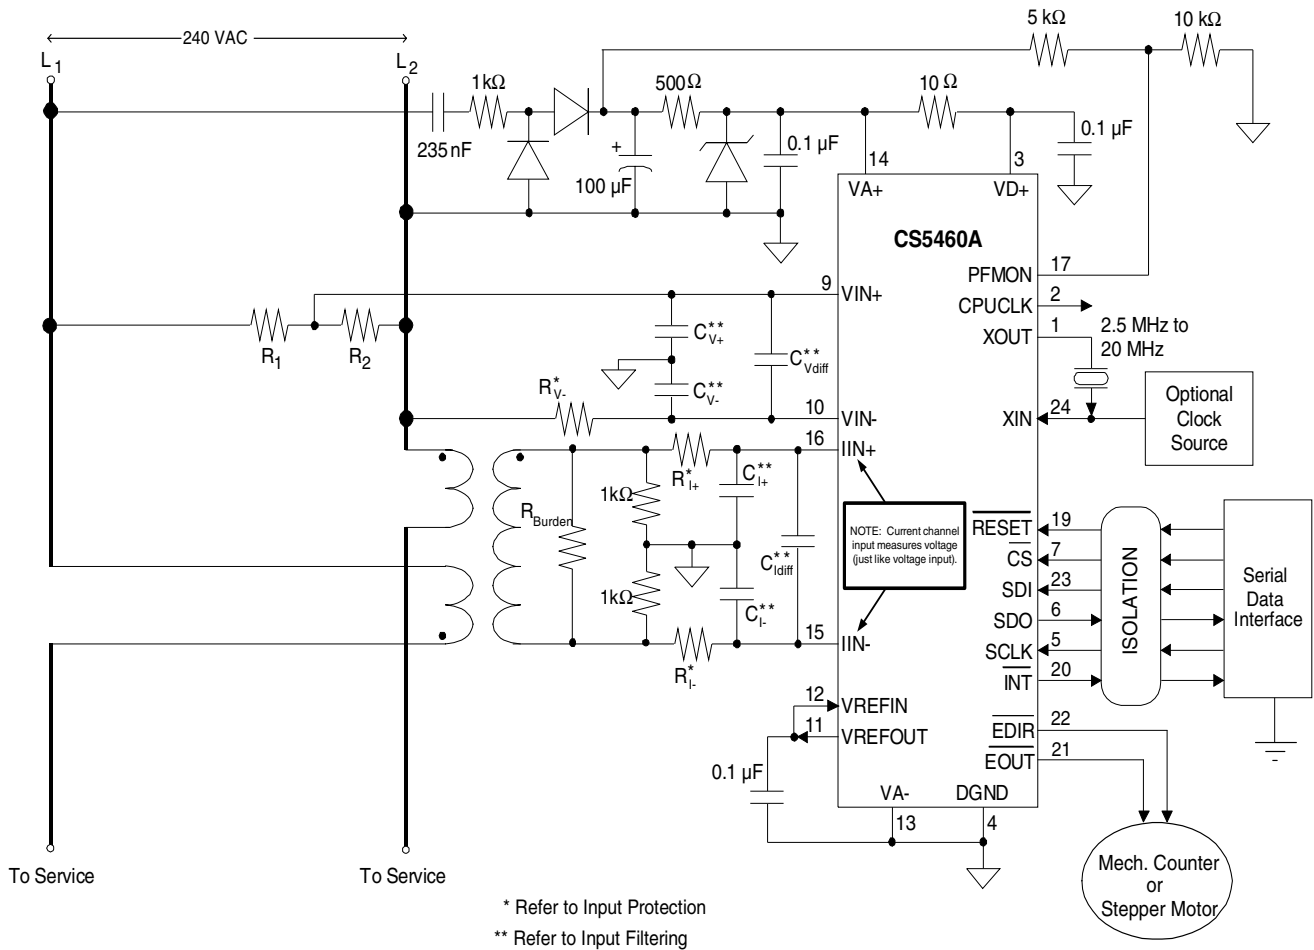 240 VAC
L1
L2
5 kΩ
10 kΩ
1kΩ
500Ω
10 Ω
235 nF
+
100 µF
0.1 µF
0.1 µF
14
3
VA+
VD+
CS5460A
PFMON
17
9
VIN+
CPUCLK
2
XOUT
1
2.5 MHz to
20 MHz
R1
R2
C**V+
C**Vdiff
C**V-
R*V-
10
VIN-
XIN
24
Optional
Clock
Source
16
IIN+
R*I+
C**I+
1kΩ
RBurden
NOTE: Current channel
input measures voltage
(just like voltage input).
C**Idiff
1kΩ
C**I-
R*I-
15
IIN-
RESET
19
CS
7
SDI
23
SDO
6
SCLK
5
INT
20
ISOLATION
Serial
Data
Interface
12
VREFIN
11
VREFOUT
EDIR
22
EOUT
21
0.1 µF
VA-
DGND
13
4
Mech. Counter
or
Stepper Motor
To Service
To Service
* Refer to Input Protection
** Refer to Input Filtering